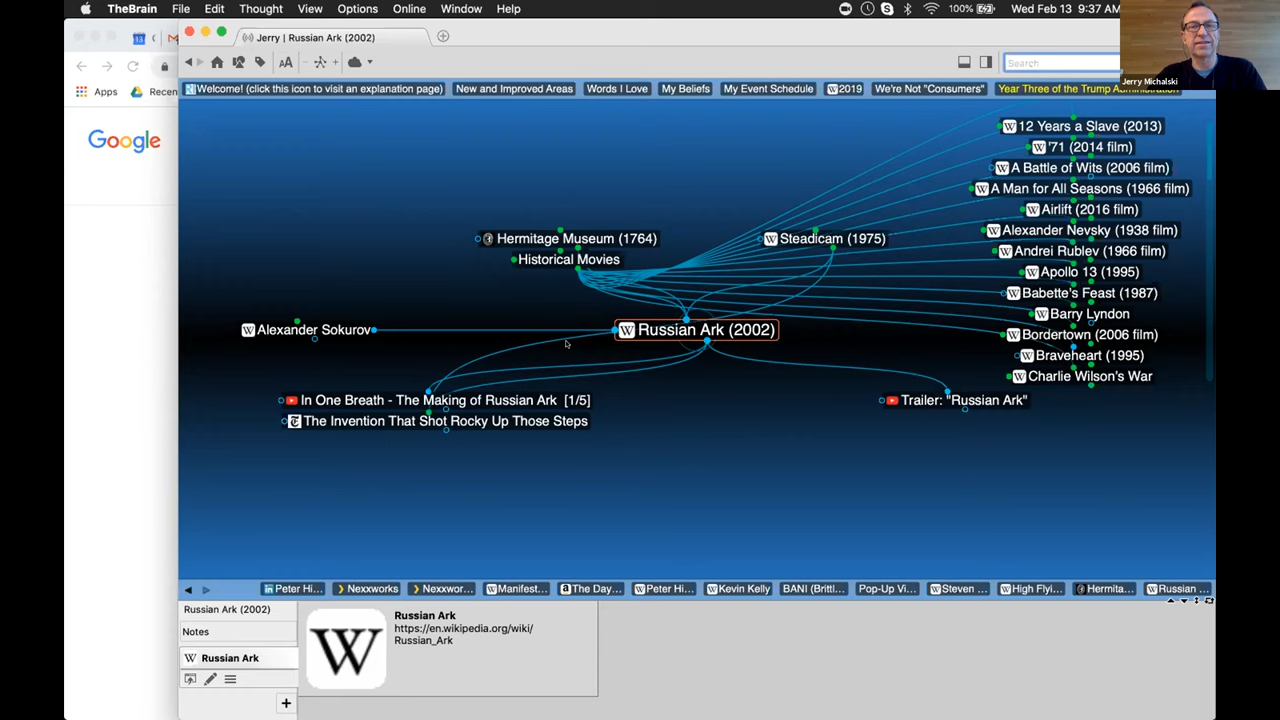 TheBrain File Edit Thought View Options Online Window Help 100% Wed Feb 13 9:37 AM
Jerry | Russian Ark (2002)
AA
Search
Jerry Michalski
Apps Recen
Welcome! (click this icon to visit an explanation page) New and Improved Areas Words I Love My Beliefs My Event Schedule 2019 We're Not "Consumers" Year Three of the Trump Administration
Google
12 Years a Slave (2013)
'71 (2014 film)
A Battle of Wits (2006 film)
A Man for All Seasons (1966 film)
Airlift (2016 film)
Alexander Nevsky (1938 film)
Andrei Rublev (1966 film)
Apollo 13 (1995)
Babette's Feast (1987)
Barry Lyndon
Bordertown (2006 film)
Braveheart (1995)
Charlie Wilson's War
Hermitage Museum (1764)
Historical Movies
Steadicam (1975)
Alexander Sokurov
Russian Ark (2002)
In One Breath - The Making of Russian Ark [1/5]
The Invention That Shot Rocky Up Those Steps
Trailer: "Russian Ark"
Peter Hi... Nexxworks Nexxwor... Manifest... The Day... Peter Hi... Kevin Kelly BANI (Brittl... Pop-Up Vi... Steven ... High Flyi... Hermita... Russian ...
Russian Ark (2002)
Notes
Russian Ark
Russian Ark
https://en.wikipedia.org/wiki/
Russian_Ark